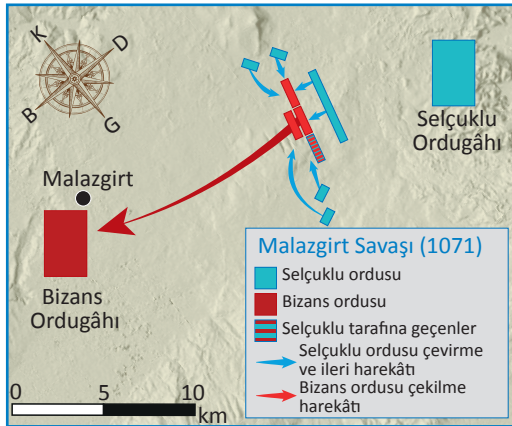 K
D
B
G
Selçuklu
Ordugâhı
Malazgirt
Bizans
Ordugâhı
Malazgirt Savaşı (1071)
Selçuklu ordusu
Bizans ordusu
Selçuklu tarafına geçenler
Selçuklu ordusu çevirme
ve ileri harekâtı
Bizans ordusu çekilme
harekâtı
0 5 10
km